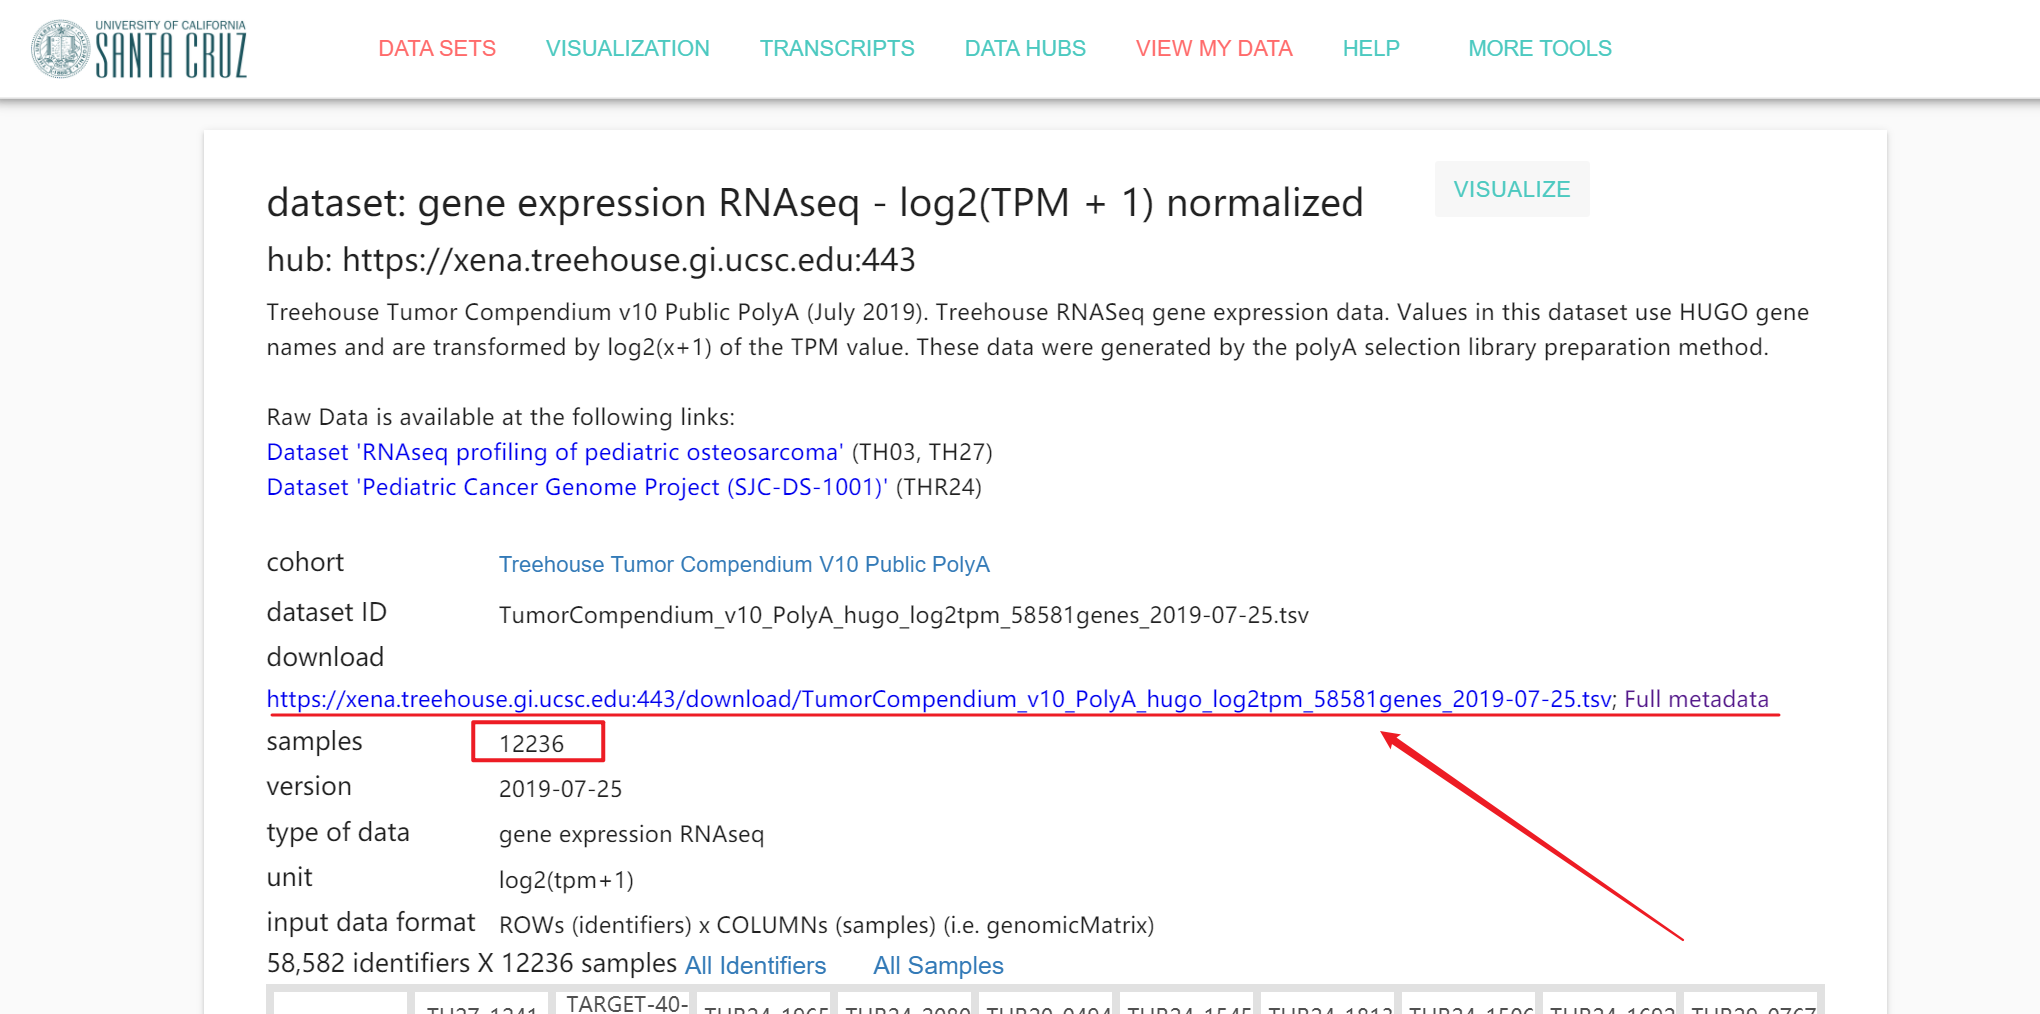 UNIVERSITY OF CALIFORNIA
SANTA CRUZ
DATA SETS VISUALIZATION TRANSCRIPTS DATA HUBS VIEW MY DATA HELP MORE TOOLS
dataset: gene expression RNAseq - log2(TPM + 1) normalized
VISUALIZE
hub: https://xena.treehouse.gi.ucsc.edu:443
Treehouse Tumor Compendium v10 Public PolyA (July 2019). Treehouse RNASeq gene expression data. Values in this dataset use HUGO gene
names and are transformed by log2(x+1) of the TPM value. These data were generated by the polyA selection library preparation method.
Raw Data is available at the following links:
Dataset 'RNAseq profiling of pediatric osteosarcoma' (TH03, TH27)
Dataset 'Pediatric Cancer Genome Project (SJC-DS-1001)' (THR24)
cohort Treehouse Tumor Compendium V10 Public PolyA
dataset ID TumorCompendium_v10_PolyA_hugo_log2tpm_58581genes_2019-07-25.tsv
download
https://xena.treehouse.gi.ucsc.edu:443/download/TumorCompendium_v10_PolyA_hugo_log2tpm_58581genes_2019-07-25.tsv; Full metadata
samples 12236
version 2019-07-25
type of data gene expression RNAseq
unit log2(tpm+1)
input data format ROWs (identifiers) x COLUMNs (samples) (i.e. genomicMatrix)
58,582 identifiers X 12236 samples All Identifiers All Samples
TARGET-40-